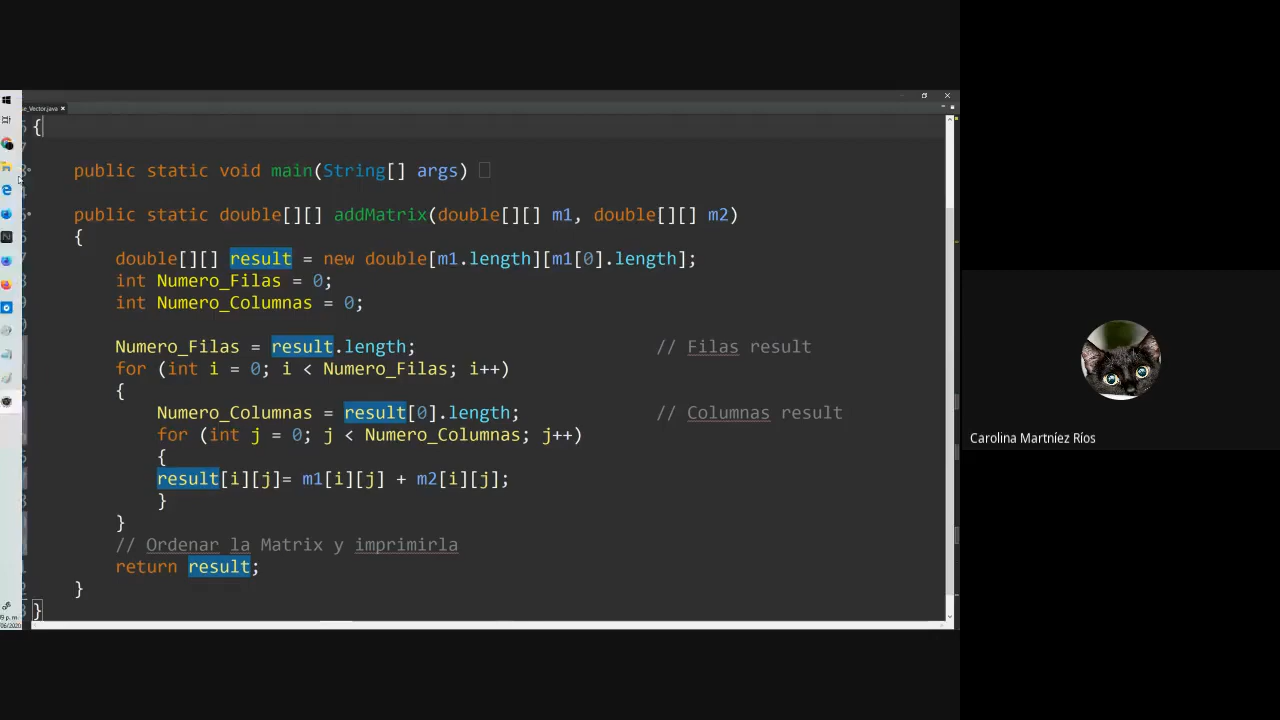 e_Vector.java
{
public static void main(String[] args)
public static double[][] addMatrix(double[][] m1, double[][] m2)
{
double[][] result = new double[m1.length][m1[0].length];
int Numero_Filas = 0;
int Numero_Columnas = 0;
Numero_Filas = result.length; // Filas result
for (int i = 0; i < Numero_Filas; i++)
{
Numero_Columnas = result[0].length; // Columnas result
for (int j = 0; j < Numero_Columnas; j++)
{
result[i][j]= m1[i][j] + m2[i][j];
}
}
// Ordenar la Matrix y imprimirla
return result;
}
}
Carolina Martníez Ríos